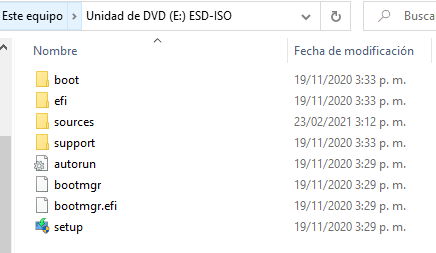 Este equipo > Unidad de DVD (E:) ESD-ISO Busca
Nombre Fecha de modificación
boot 19/11/2020 3:33 p. m.
efi 19/11/2020 3:33 p. m.
sources 23/02/2021 3:12 p. m.
support 19/11/2020 3:33 p. m.
autorun 19/11/2020 3:29 p. m.
bootmgr 19/11/2020 3:29 p. m.
bootmgr.efi 19/11/2020 3:29 p. m.
setup 19/11/2020 3:29 p. m.